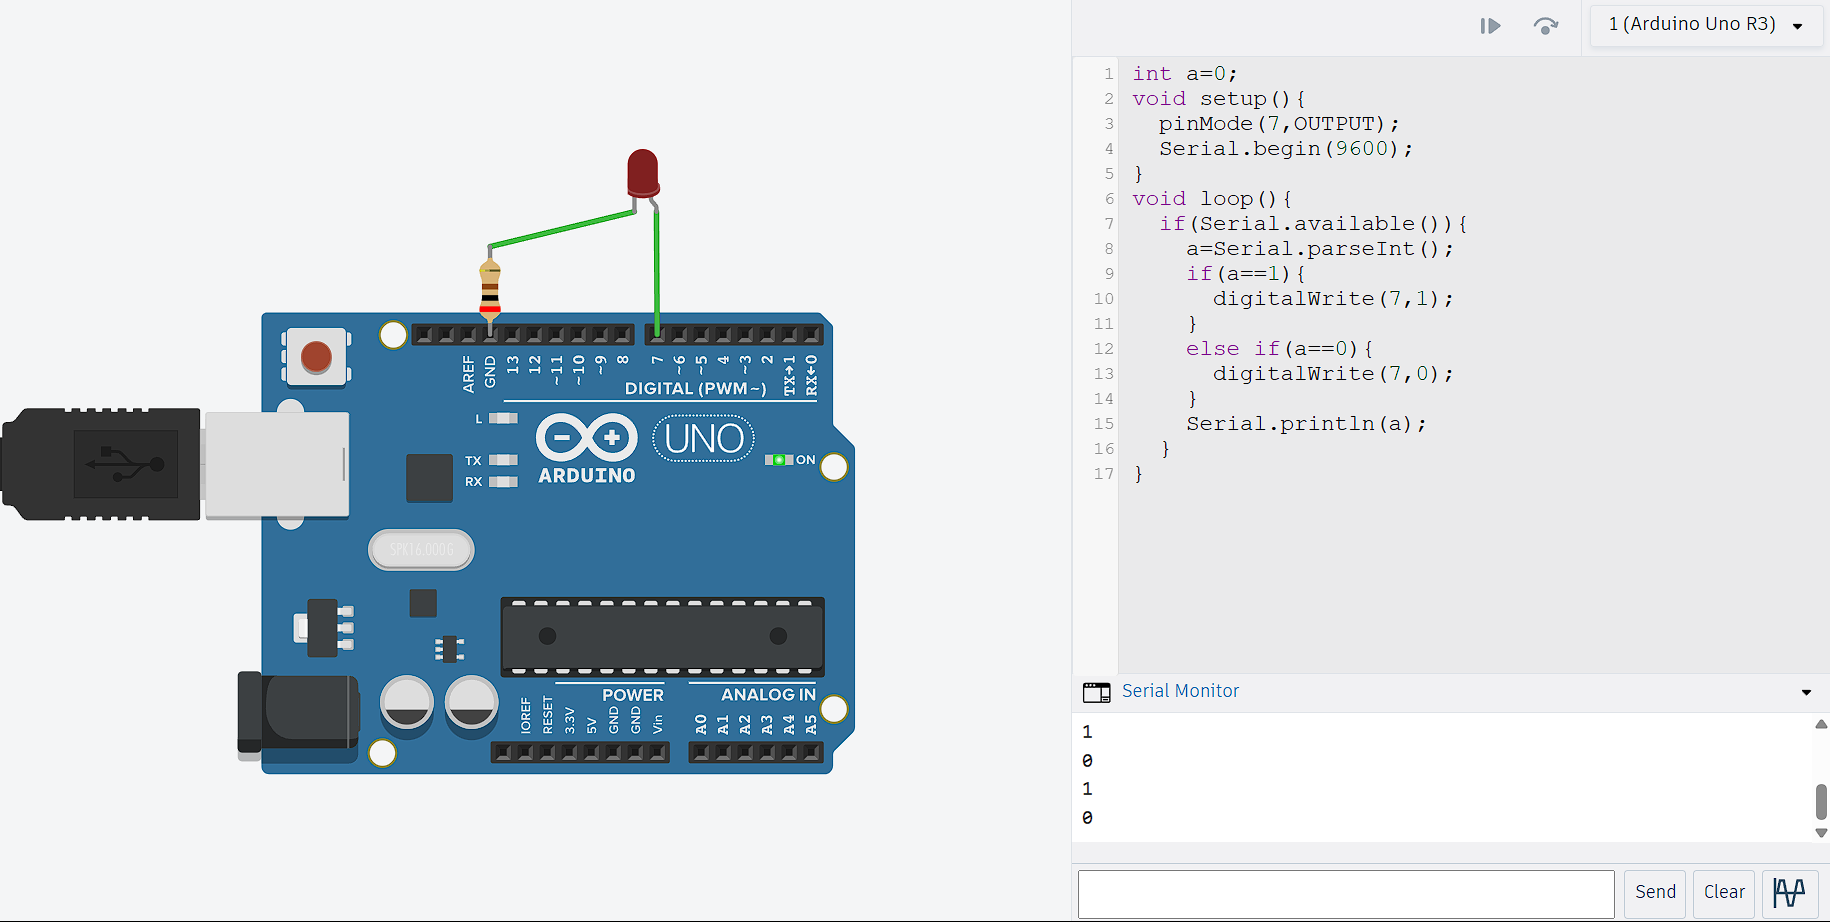 1 (Arduino Uno R3)
1 int a=0;
2 void setup(){
3 pinMode(7,OUTPUT);
4 Serial.begin(9600);
5 }
6 void loop(){
7 if(Serial.available()){
8 a=Serial.parseInt();
9 if(a==1){
10 digitalWrite(7,1);
11 }
12 else if(a==0){
13 digitalWrite(7,0);
14 }
15 Serial.println(a);
16 }
17 }
Serial Monitor
1
0
1
0
Send Clear
AREF GND 13 12 ~11 ~10 ~9 8 7 ~6 ~5 4 ~3 2 TX→1 RX←0
DIGITAL (PWM~)
L
TX
RX
UNO
ARDUINO
ON
SPK16.000G
POWER
ANALOG IN
IOREF RESET 3.3V 5V GND GND Vin A0 A1 A2 A3 A4 A5